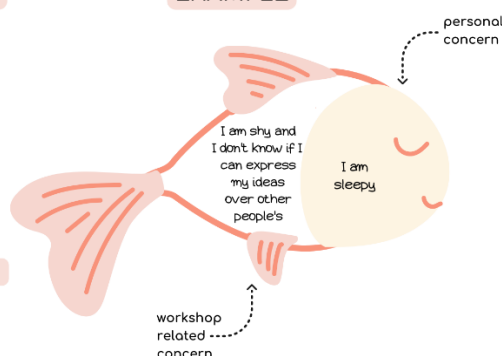 personal
concern
I am shy and
I don't know if I
can express
my ideas
over other
people's
I am
sleepy
workshop
related
concern